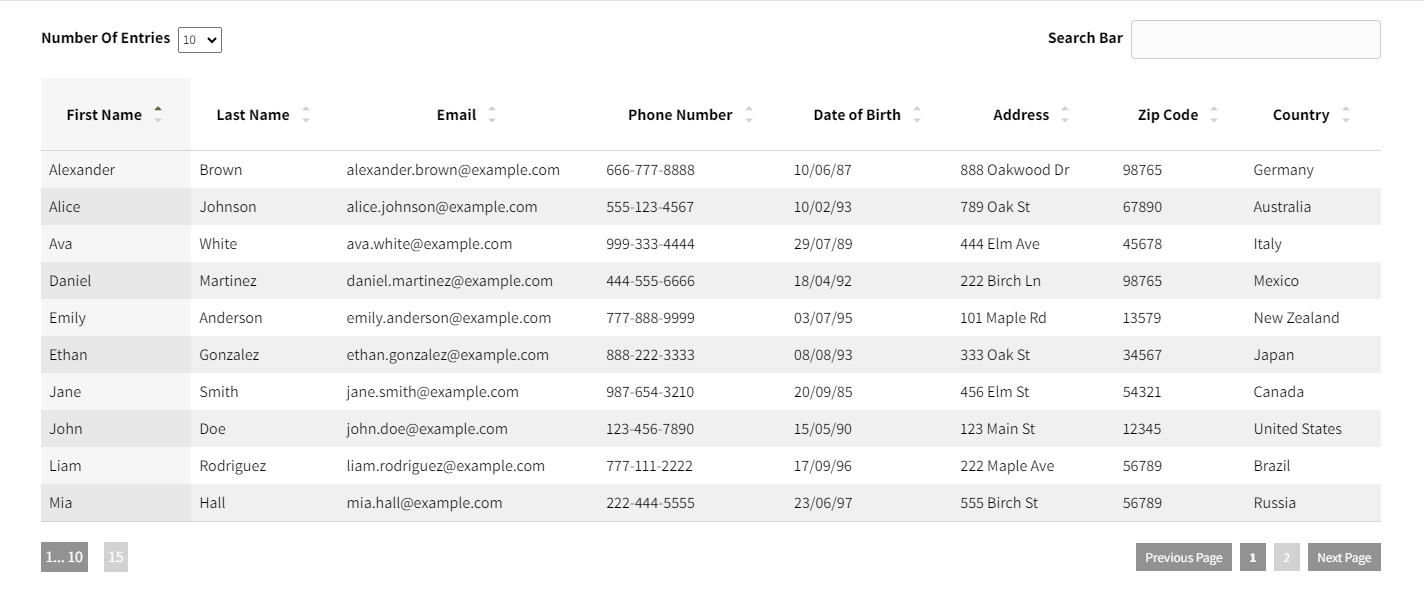 Number Of Entries 10 Search Bar
First Name Last Name Email Phone Number Date of Birth Address Zip Code Country
Alexander Brown alexander.brown@example.com 666-777-8888 10/06/87 888 Oakwood Dr 98765 Germany
Alice Johnson alice.johnson@example.com 555-123-4567 10/02/93 789 Oak St 67890 Australia
Ava White ava.white@example.com 999-333-4444 29/07/89 444 Elm Ave 45678 Italy
Daniel Martinez daniel.martinez@example.com 444-555-6666 18/04/92 222 Birch Ln 98765 Mexico
Emily Anderson emily.anderson@example.com 777-888-9999 03/07/95 101 Maple Rd 13579 New Zealand
Ethan Gonzalez ethan.gonzalez@example.com 888-222-3333 08/08/93 333 Oak St 34567 Japan
Jane Smith jane.smith@example.com 987-654-3210 20/09/85 456 Elm St 54321 Canada
John Doe john.doe@example.com 123-456-7890 15/05/90 123 Main St 12345 United States
Liam Rodriguez liam.rodriguez@example.com 777-111-2222 17/09/96 222 Maple Ave 56789 Brazil
Mia Hall mia.hall@example.com 222-444-5555 23/06/97 555 Birch St 56789 Russia
1... 10 15 Previous Page 1 2 Next Page